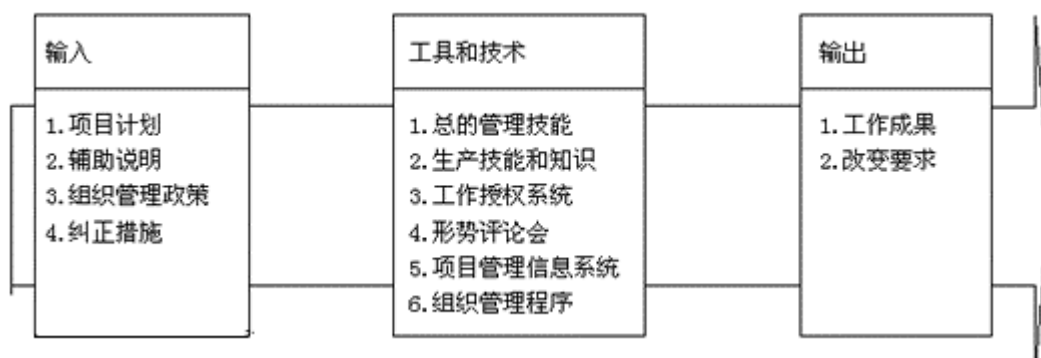 输入
1.项目计划
2.辅助说明
3.组织管理政策
4.纠正措施
工具和技术
1.总的管理技能
2.生产技能和知识
3.工作授权系统
4.形势评论会
5.项目管理信息系统
6.组织管理程序
输出
1.工作成果
2.改变要求